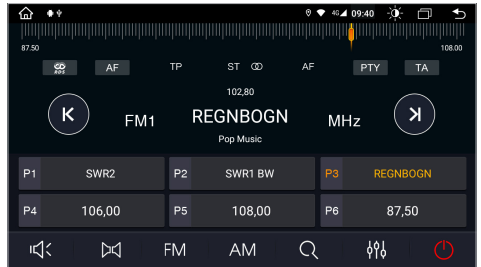 4G 09:40
87.50 108.00
RDS AF TP ST AF PTY TA
102,80
FM1 REGNBOGN MHz
Pop Music
P1 SWR2 P2 SWR1 BW P3 REGNBOGN
P4 106,00 P5 108,00 P6 87,50
FM AM